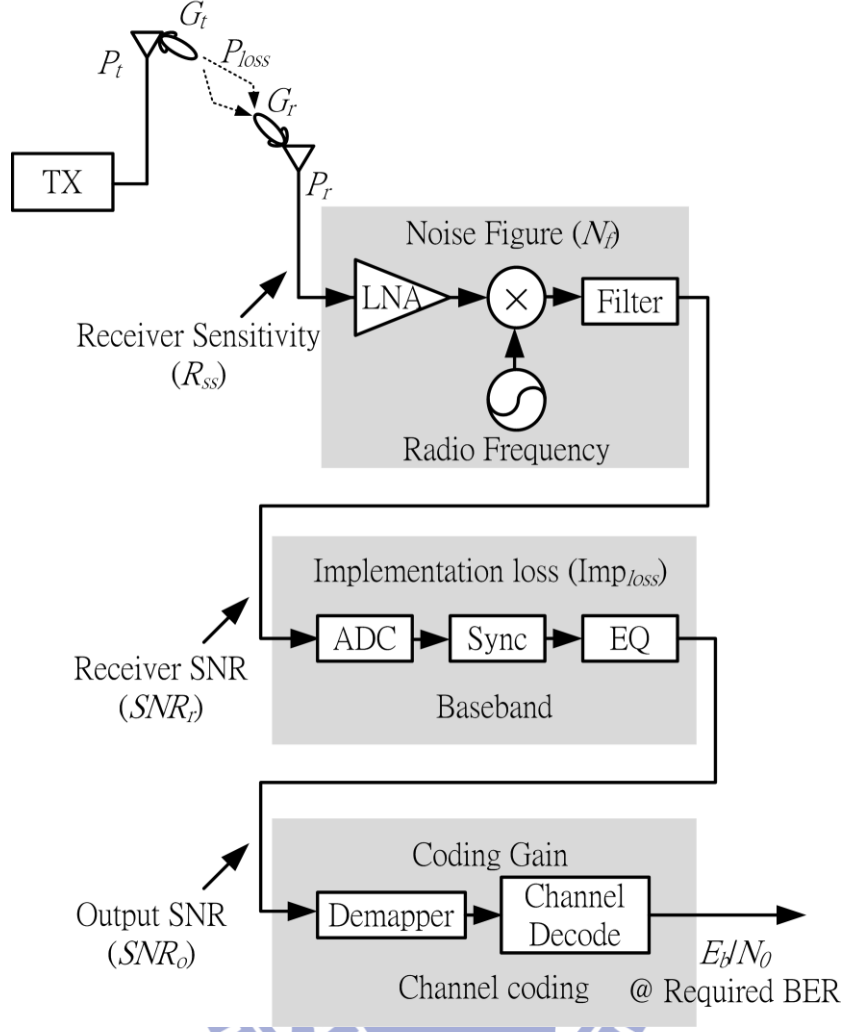 G_t
P_t
P_loss
G_r
TX
P_r
Noise Figure (N_f)
LNA
×
Filter
Receiver Sensitivity
(R_ss)
Radio Frequency
Implementation loss (Imp_loss)
ADC
Sync
EQ
Receiver SNR
(SNR_r)
Baseband
Coding Gain
Demapper
Channel
Decode
Output SNR
(SNR_o)
E_b/N_0
Channel coding
@ Required BER